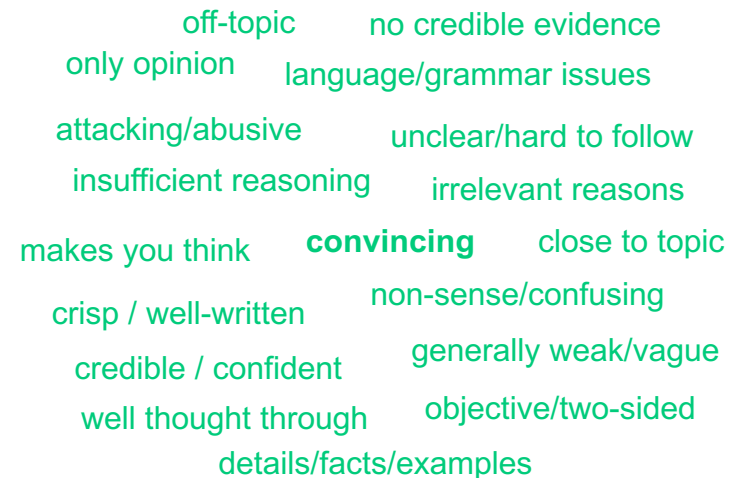 off-topic no credible evidence
only opinion language/grammar issues
attacking/abusive unclear/hard to follow
insufficient reasoning irrelevant reasons
makes you think convincing close to topic
crisp / well-written non-sense/confusing
credible / confident generally weak/vague
well thought through objective/two-sided
details/facts/examples